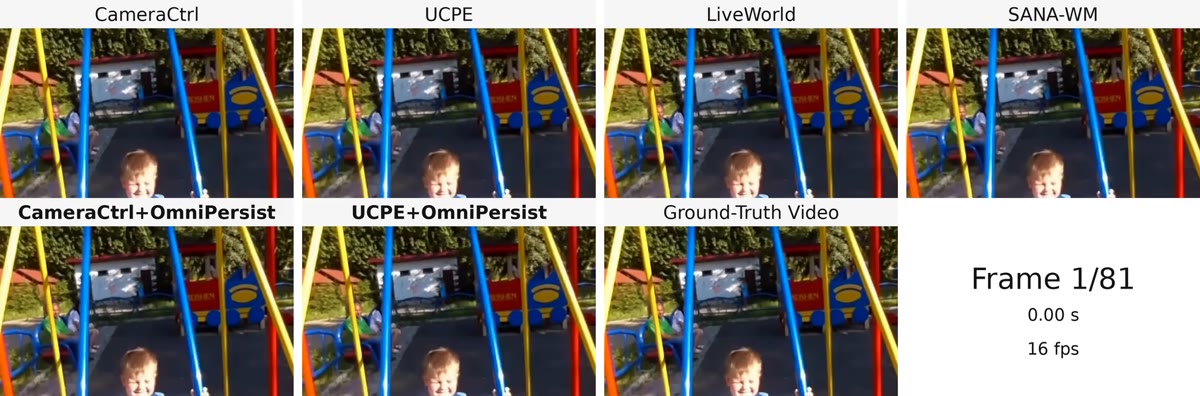 CameraCtrl
UCPE
LiveWorld
SANA-WM
CameraCtrl+OmniPersist
UCPE+OmniPersist
Ground-Truth Video
Frame 1/81
0.00 s
16 fps